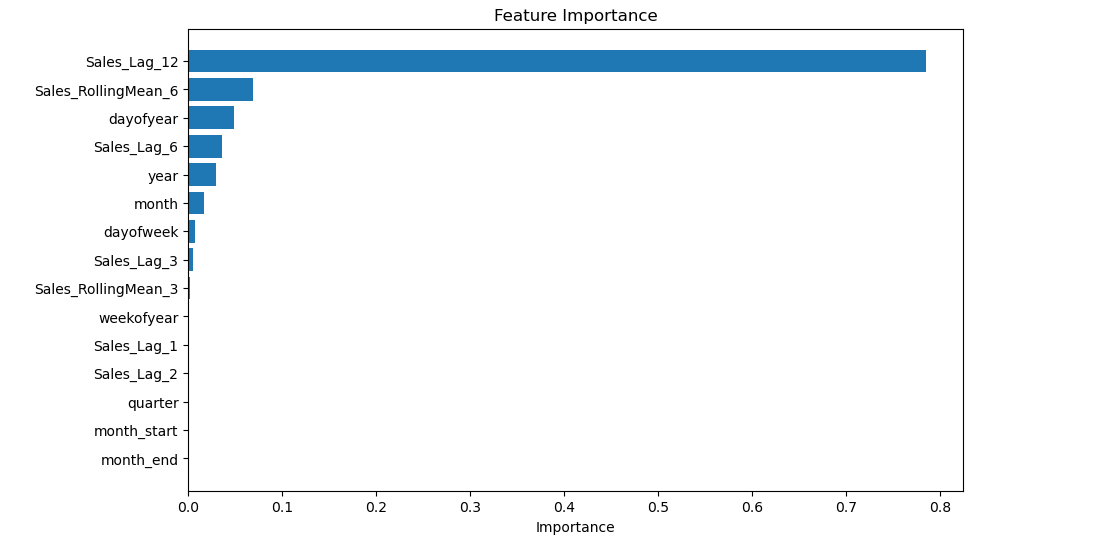 Feature Importance
Sales_Lag_12
Sales_RollingMean_6
dayofyear
Sales_Lag_6
year
month
dayofweek
Sales_Lag_3
Sales_RollingMean_3
weekofyear
Sales_Lag_1
Sales_Lag_2
quarter
month_start
month_end
0.0 0.1 0.2 0.3 0.4 0.5 0.6 0.7 0.8
Importance